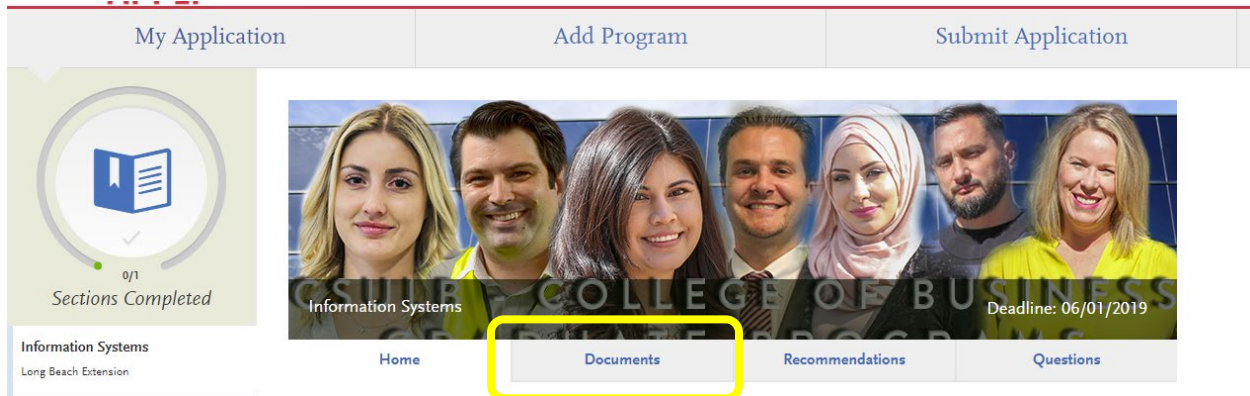 My Application
Add Program
Submit Application
0/1
Sections Completed
Information Systems
Long Beach Extension
CSULB - COLLEGE OF BUSINESS
GRADUATE PROGRAMS
Information Systems
Deadline: 06/01/2019
Home
Documents
Recommendations
Questions